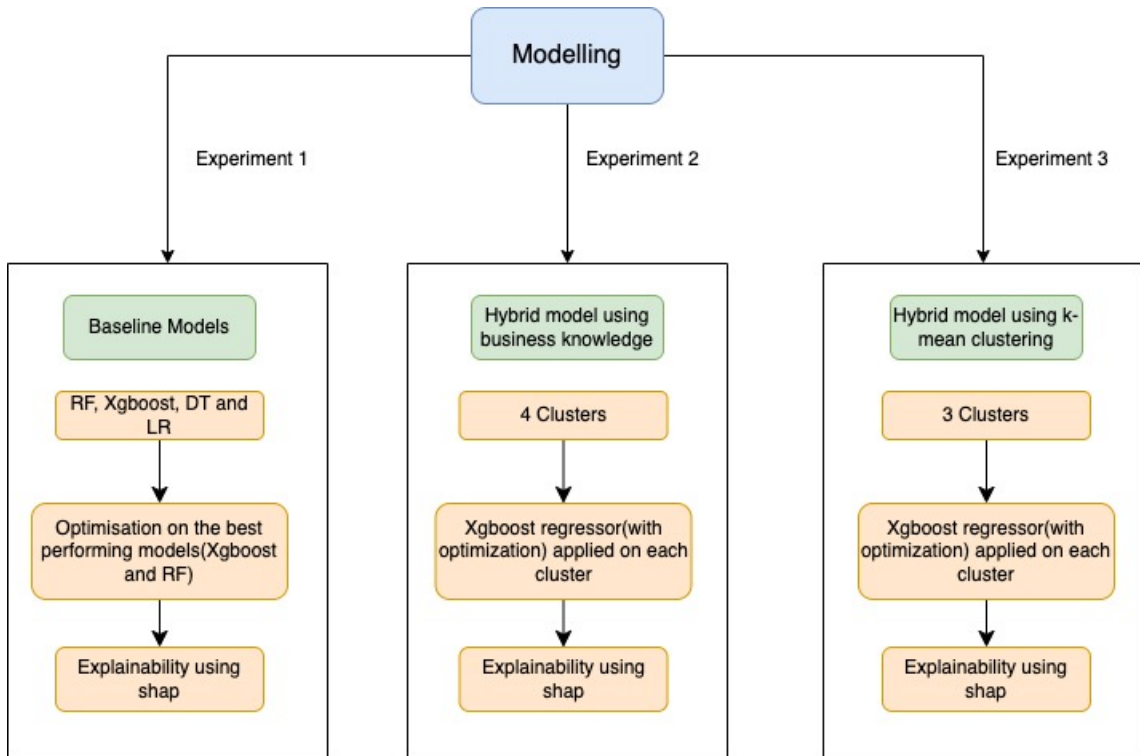 Modelling
Experiment 1
Experiment 2
Experiment 3
Baseline Models
RF, Xgboost, DT and
LR
Optimisation on the best
performing models(Xgboost
and RF)
Explainability using
shap
Hybrid model using
business knowledge
4 Clusters
Xgboost regressor(with
optimization) applied on each
cluster
Explainability using
shap
Hybrid model using k-
mean clustering
3 Clusters
Xgboost regressor(with
optimization) applied on each
cluster
Explainability using
shap